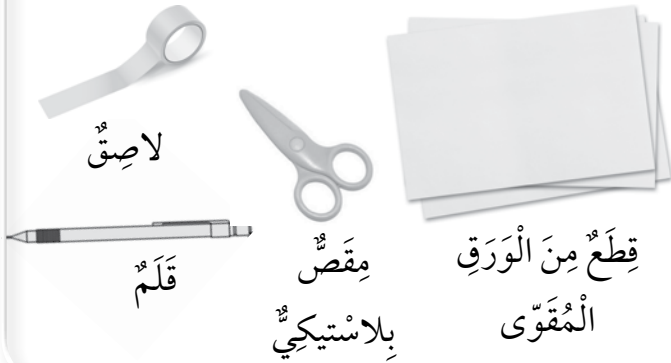 لاصِقٌ
قِطَعٌ مِنَ الْوَرَقِ
الْمُقَوّى
مِقَصٌّ
بِلاسْتيكِيٌّ
قَلَمٌ